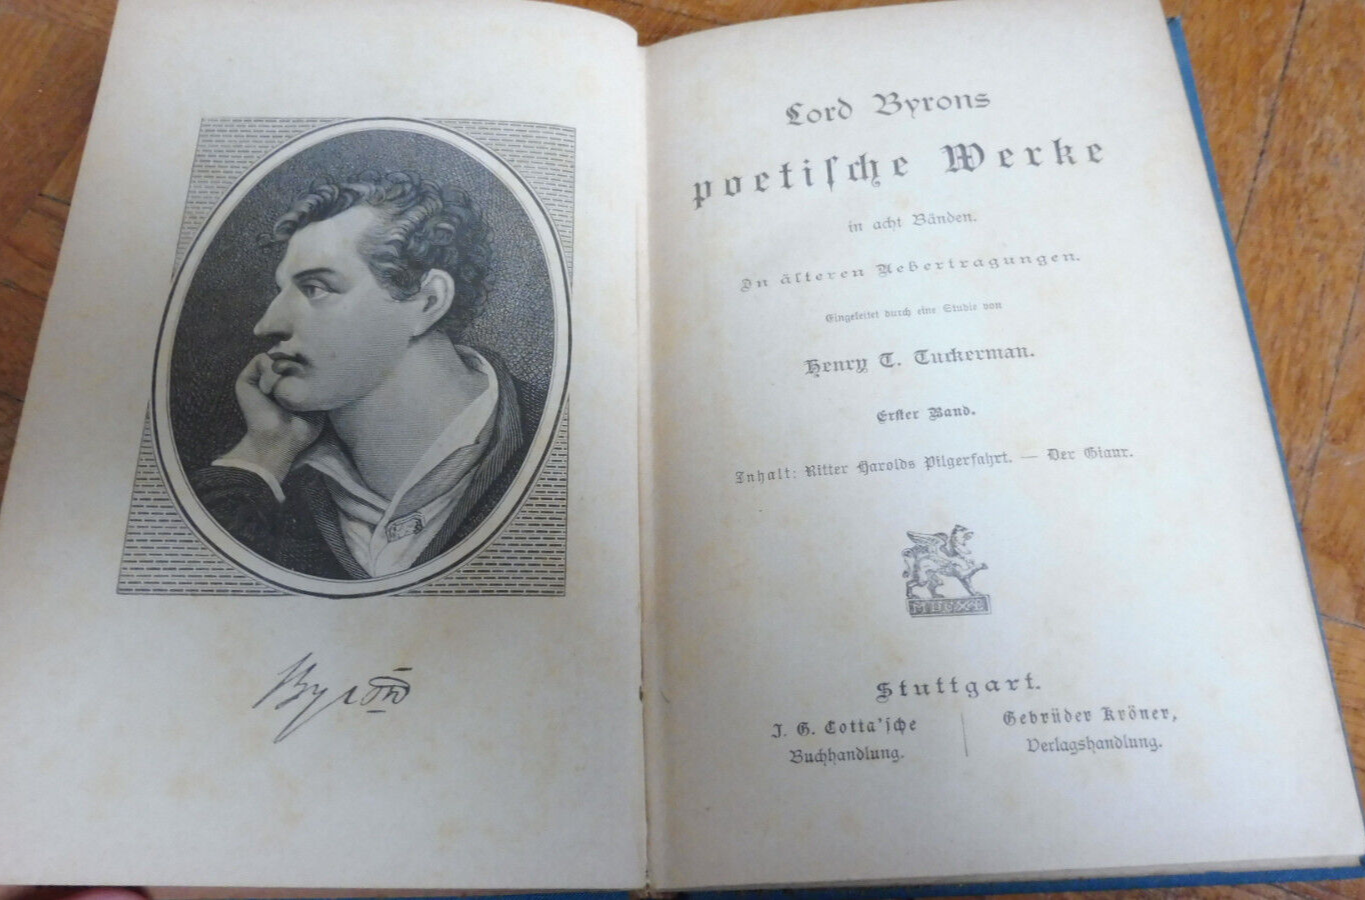 Byron
Lord Byrons
poetiſche Werke
in acht Bänden.
In älteren Uebertragungen.
Eingeleitet durch eine Studie von
Henry T. Tuckerman.
Erſter Band.
Inhalt: Ritter Harolds Pilgerfahrt. — Der Giaur.
Stuttgart.
J. G. Cotta'ſche
Buchhandlung.
Gebrüder Kröner,
Verlagshandlung.